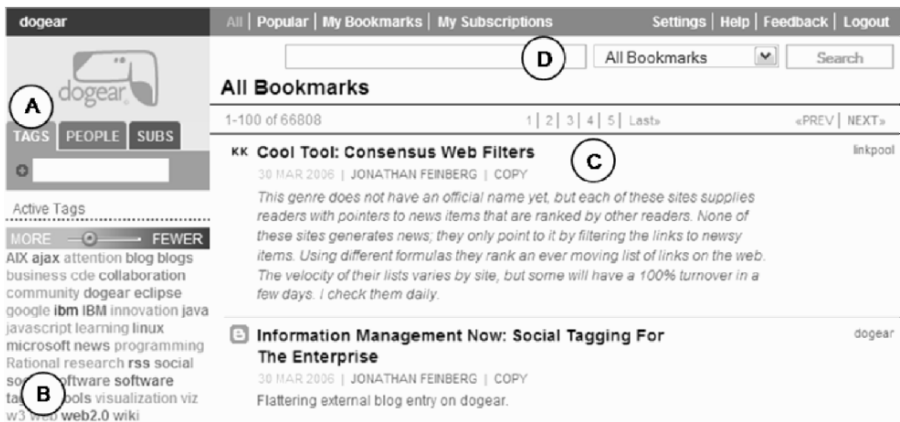 dogear
All | Popular | My Bookmarks | My Subscriptions
Settings | Help | Feedback | Logout
D
All Bookmarks
Search
dogear
A
TAGS
PEOPLE
SUBS
Active Tags
MORE
FEWER
AIX ajax attention blog blogs
business cde collaboration
community dogear eclipse
google ibm IBM innovation java
javascript learning linux
microsoft news programming
Rational research rss social
software software
visualization viz
w3 web web2.0 wiki
B
All Bookmarks
1-100 of 66808
1 | 2 | 3 | 4 | 5 | Last»
«PREV | NEXT»
KK Cool Tool: Consensus Web Filters
linkpool
C
30 MAR 2006 | JONATHAN FEINBERG | COPY
This genre does not have an official name yet, but each of these sites supplies
readers with pointers to news items that are ranked by other readers. None of
these sites generates news; they only point to it by filtering the links to newsy
items. Using different formulas they rank an ever moving list of links on the web.
The velocity of their lists varies by site, but some will have a 100% turnover in a
few days. I check them daily.
Information Management Now: Social Tagging For
The Enterprise
dogear
30 MAR 2006 | JONATHAN FEINBERG | COPY
Flattering external blog entry on dogear.